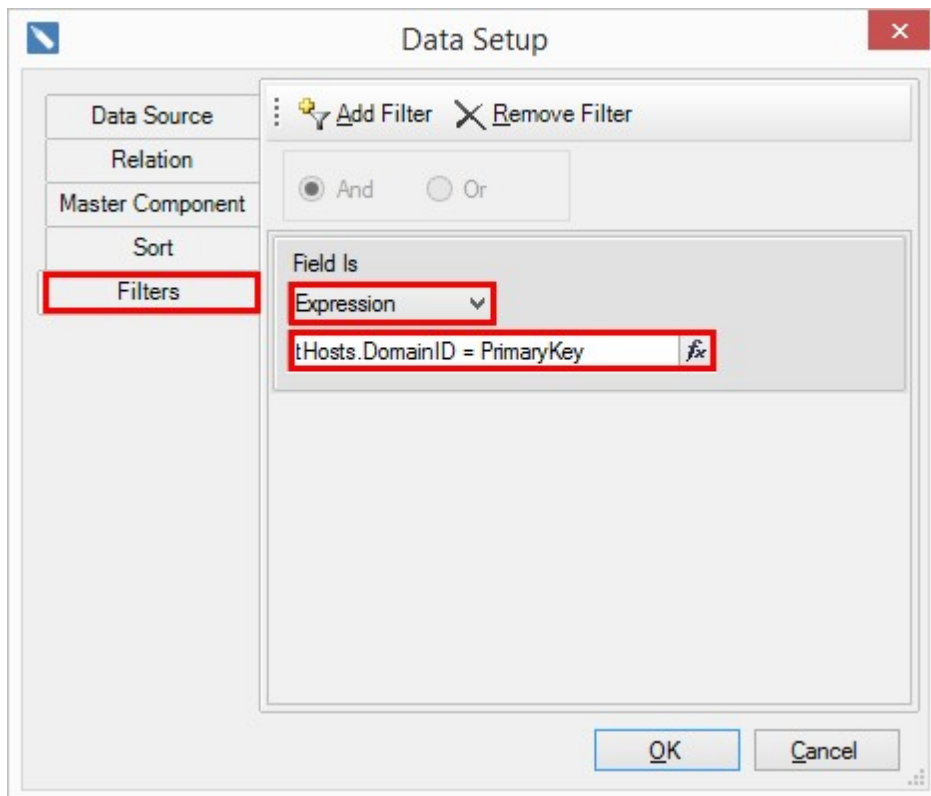 Data Setup
Data Source
Relation
Master Component
Sort
Filters
Add Filter Remove Filter
And Or
Field Is
Expression
tHosts.DomainID = PrimaryKey fx
OK Cancel